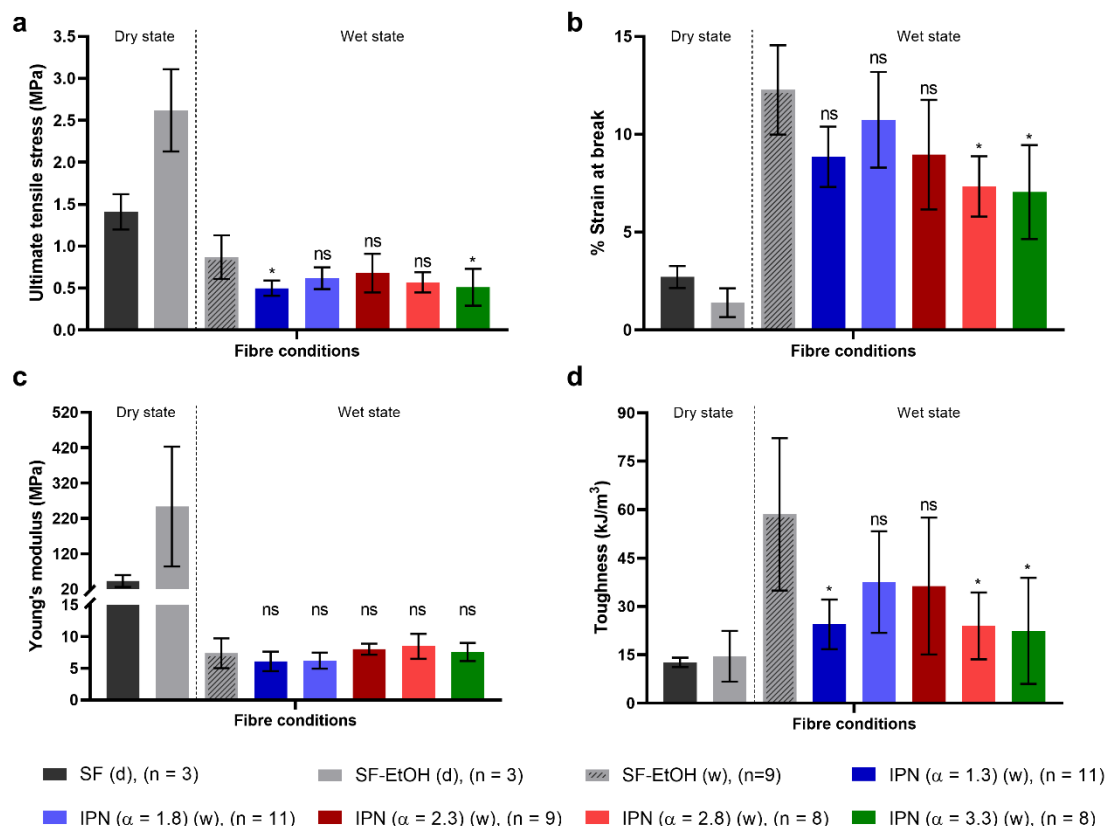 a
Dry state
Wet state
Ultimate tensile stress (MPa)
3.5
3.0
2.5
2.0
1.5
1.0
0.5
0.0
*
ns
ns
ns
*
Fibre conditions
b
Dry state
Wet state
% Strain at break
15
10
5
0
ns
ns
ns
*
*
Fibre conditions
c
Dry state
Wet state
Young's modulus (MPa)
520
420
320
220
120
20
15
10
5
0
ns
ns
ns
ns
ns
Fibre conditions
d
Dry state
Wet state
Toughness (kJ/m³)
90
75
60
45
30
15
0
*
ns
ns
*
*
Fibre conditions
SF (d), (n = 3)
SF-EtOH (d), (n = 3)
SF-EtOH (w), (n=9)
IPN (α = 1.3) (w), (n = 11)
IPN (α = 1.8) (w), (n = 11)
IPN (α = 2.3) (w), (n = 9)
IPN (α = 2.8) (w), (n = 8)
IPN (α = 3.3) (w), (n = 8)